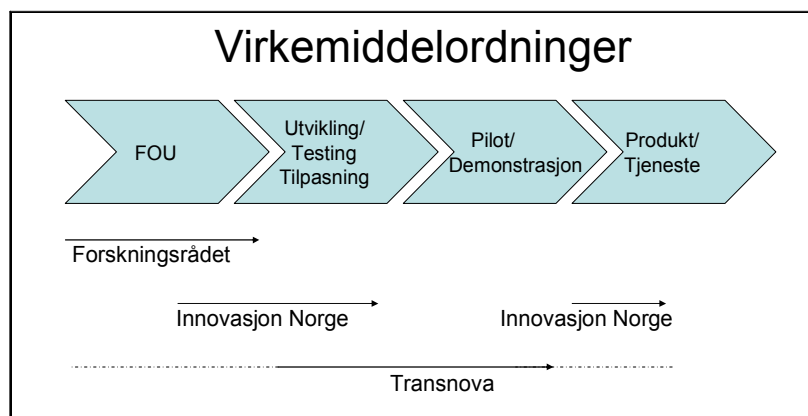 Virkemiddelordninger
FOU
Utvikling/
Testing
Tilpasning
Pilot/
Demonstrasjon
Produkt/
Tjeneste
Forskningsrådet
Innovasjon Norge
Innovasjon Norge
Transnova